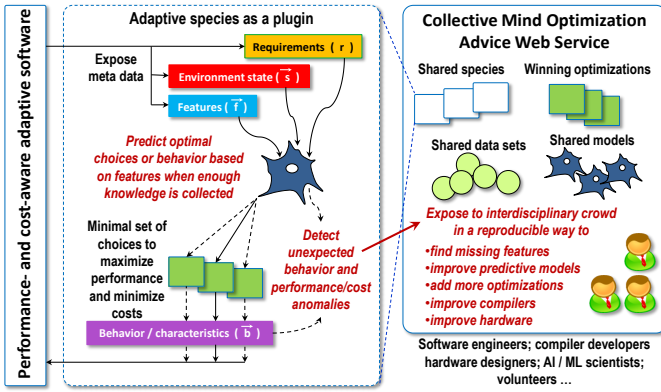 Performance- and cost-aware adaptive software
Adaptive species as a plugin
Expose
meta data
Requirements ( r )
Environment state ( s )
Features ( f )
Predict optimal
choices or behavior based
on features when enough
knowledge is collected
Minimal set of
choices to
maximize
performance
and minimize
costs
Detect
unexpected
behavior and
performance/cost
anomalies
Behavior / characteristics ( b )
Collective Mind Optimization
Advice Web Service
Shared species
Winning optimizations
Shared data sets
Shared models
Expose to interdisciplinary crowd
in a reproducible way to
•find missing features
•improve predictive models
•add more optimizations
•improve compilers
•improve hardware
Software engineers; compiler developers
hardware designers; AI / ML scientists;
volunteers ...